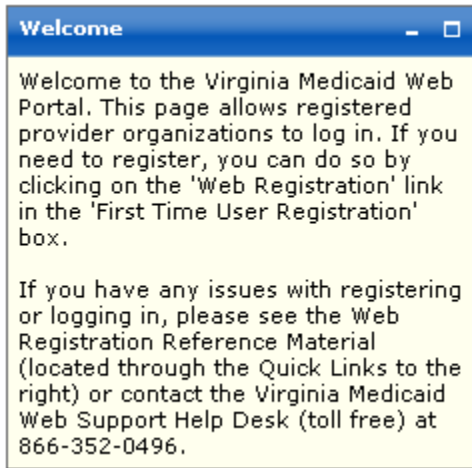 Welcome
Welcome to the Virginia Medicaid Web
Portal. This page allows registered
provider organizations to log in. If you
need to register, you can do so by
clicking on the 'Web Registration' link
in the 'First Time User Registration'
box.
If you have any issues with registering
or logging in, please see the Web
Registration Reference Material
(located through the Quick Links to the
right) or contact the Virginia Medicaid
Web Support Help Desk (toll free) at
866-352-0496.